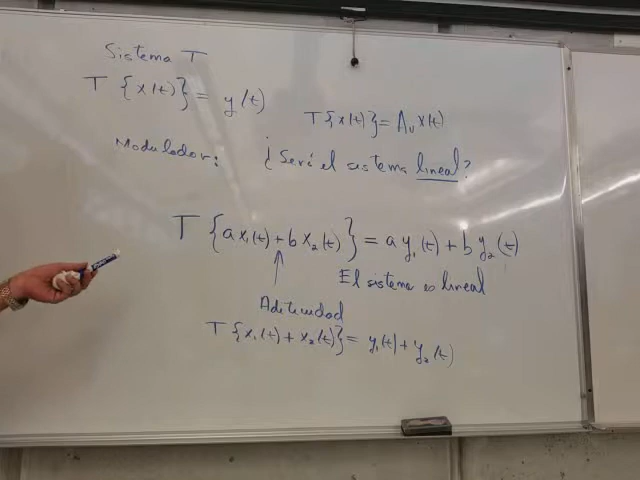 Sistema T
T {x(t)} = y(t)
T{x(t)} = Av x(t)
Modulador: ¿Será el sistema lineal?
T {a x₁(t) + b x₂(t)} = a y₁(t) + b y₂(t)
El sistema es lineal
Aditividad
T {x₁(t) + x₂(t)} = y₁(t) + y₂(t)